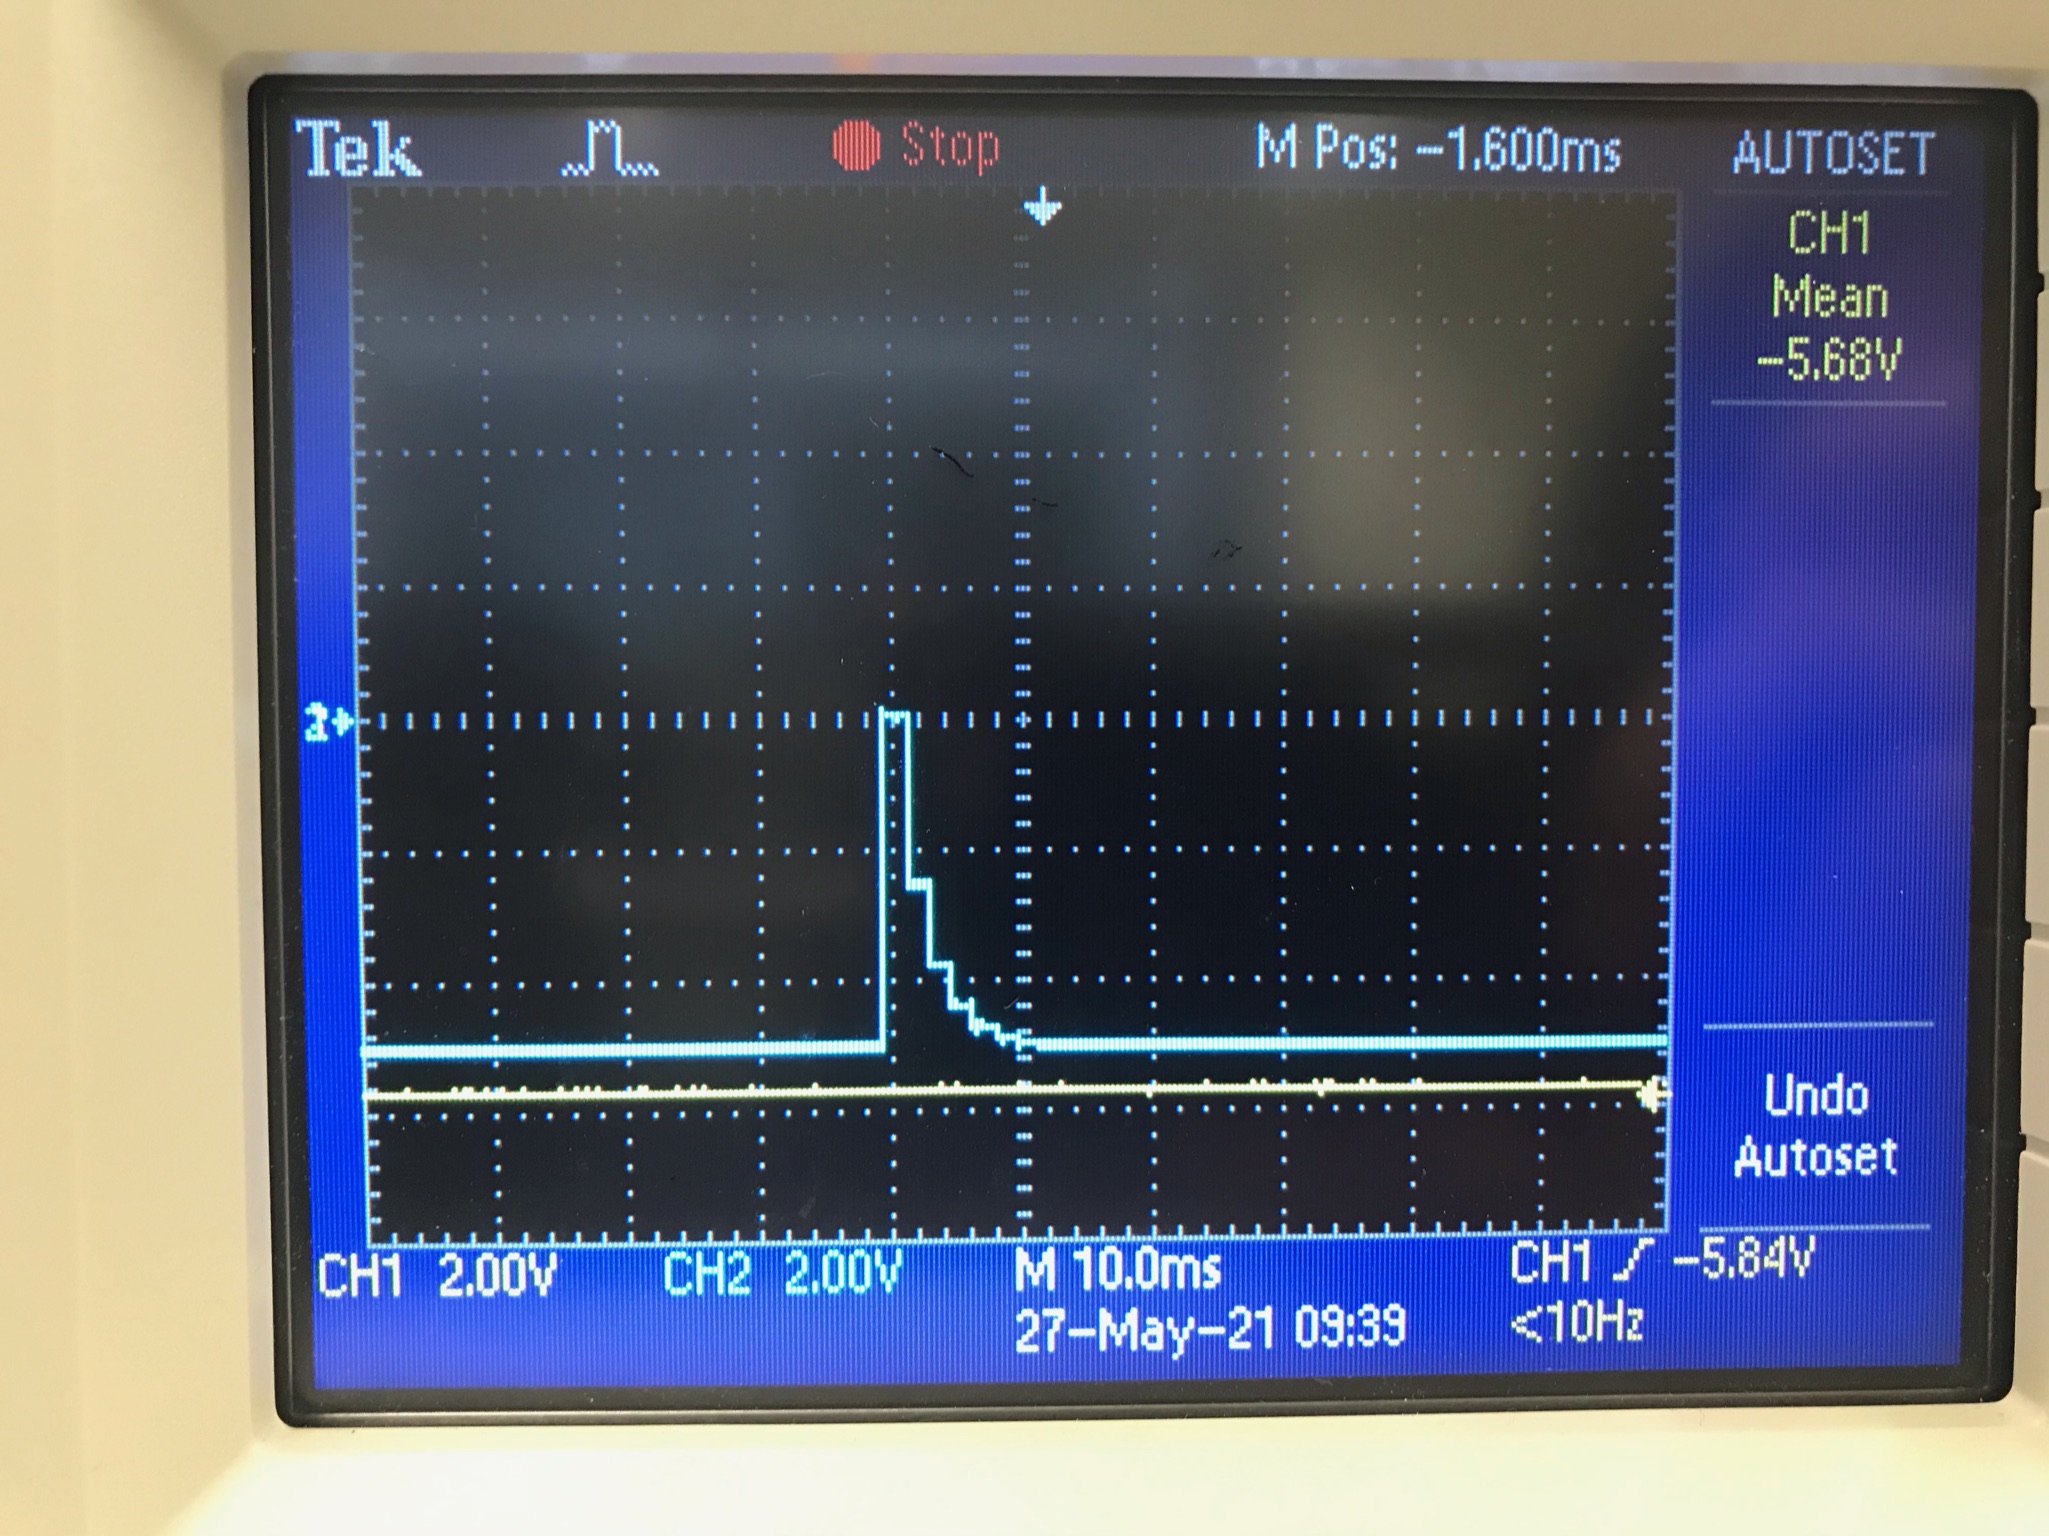 Tek Stop M Pos: -1.600ms AUTOSET
CH1
Mean
-5.68V
Undo
Autoset
CH1 2.00V CH2 2.00V M 10.0ms CH1 -5.84V
27-May-21 09:39 <10Hz